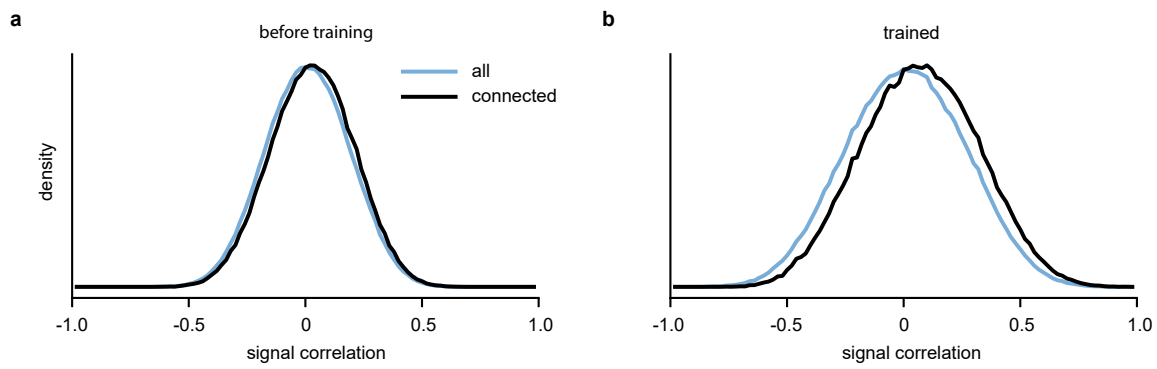 a
before training
all
connected
density
-1.0 -0.5 0 0.5 1.0
signal correlation
b
trained
-1.0 -0.5 0 0.5 1.0
signal correlation